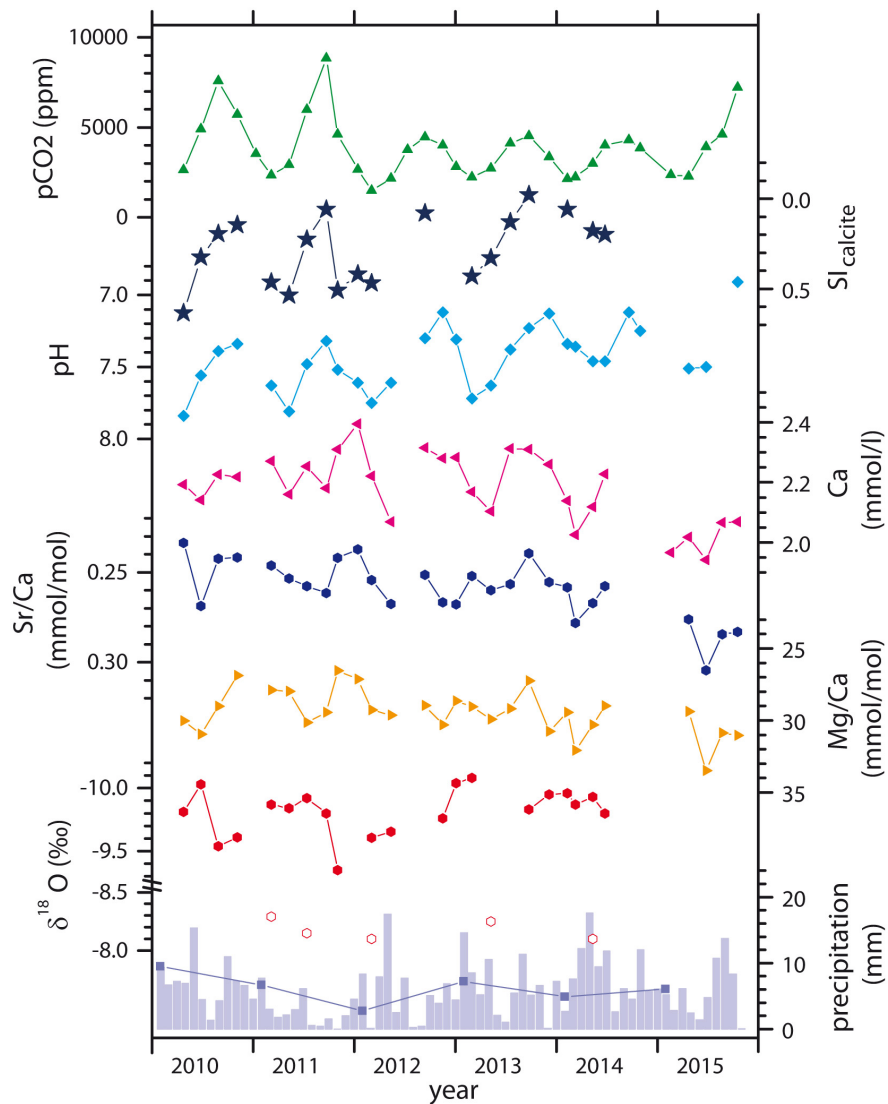 10000
5000
0
pCO2 (ppm)
0.0
0.5
SIcalcite
7.0
7.5
8.0
pH
2.4
2.2
2.0
Ca
(mmol/l)
0.25
0.30
Sr/Ca
(mmol/mol)
25
30
35
Mg/Ca
(mmol/mol)
-10.0
-9.5
-8.5
-8.0
δ18 O (‰)
20
10
0
precipitation
(mm)
2010 2011 2012 2013 2014 2015
year